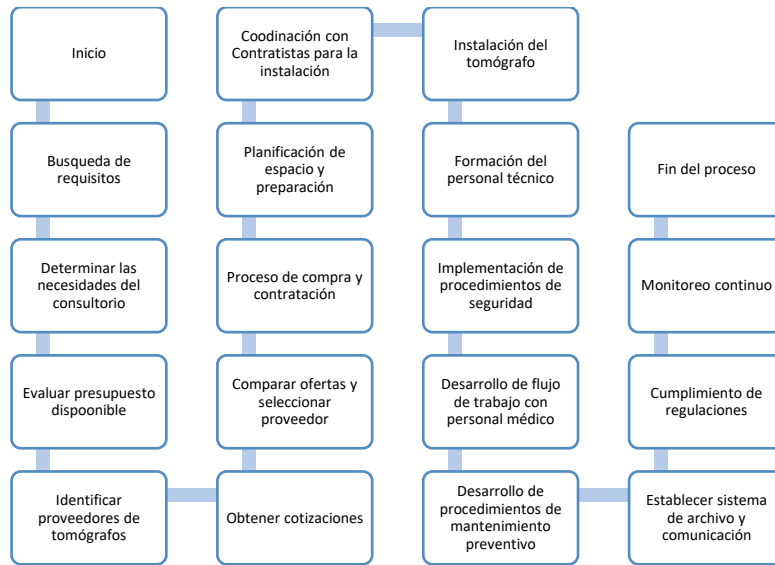 Inicio
Busqueda de
requisitos
Determinar las
necesidades del
consultorio
Evaluar presupuesto
dispoonible
Identificar
proveedores de
tomógrafos
Obtener cotizaciones
Comparar ofertas y
seleccionar
proveedor
Proceso de compra y
contratación
Planificación de
espacio y
preparación
Coodinación con
Contratistas para la
instalación
Instalación del
tomógrafo
Formación del
personal técnico
Implementación de
procedimientos de
seguridad
Desarrollo de flujo
de trabajo con
personal médico
Desarrollo de
procedimientos de
mantenimiento
preventivo
Establecer sistema
de archivo y
comunicación
Cumplimiento de
regulaciones
Monitoreo continuo
Fin del proceso